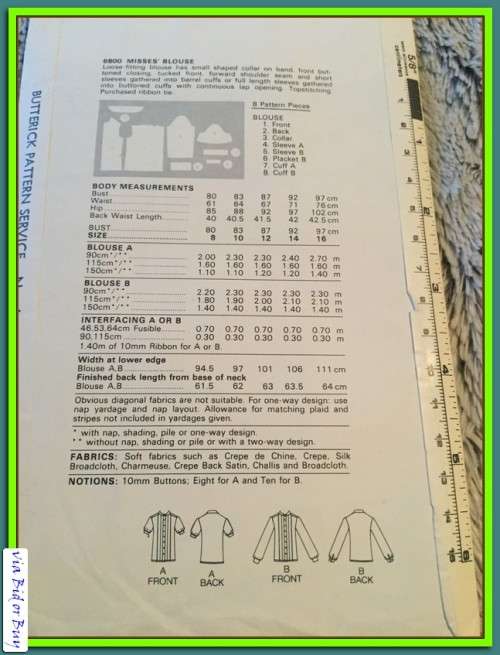 6800 MISSES' BLOUSE
Loose-fitting blouse has small shaped collar on band, front but-
toned closing, tucked front, forward shoulder seam and short
sleeves gathered into barrel cuffs or full length sleeves gathered
into buttoned cuffs with continuous lap opening. Topstitching.
Purchased ribbon tie.
8 Pattern Pieces
BLOUSE
1. Front
2. Back
3. Collar
4. Sleeve A
5. Sleeve B
6. Placket B
7. Cuff A
8. Cuff B
BUTTERICK PATTERN SERVICE
BODY MEASUREMENTS
Bust 80 83 87 92 97 cm
Waist 61 64 67 71 76 cm
Hip 85 88 92 97 102 cm
Back Waist Length 40 40.5 41.5 42 42.5 cm
BUST 80 83 87 92 97 cm
SIZE 8 10 12 14 16
BLOUSE A
90cm*/** 2.00 2.30 2.30 2.40 2.70 m
115cm*/** 1.60 1.60 1.60 1.60 1.60 m
150cm*/** 1.10 1.10 1.20 1.20 1.40 m
BLOUSE B
90cm*/** 2.20 2.30 2.30 2.30 2.30 m
115cm*/** 1.80 1.90 2.00 2.10 2.10 m
150cm*/** 1.40 1.40 1.40 1.40 1.40 m
INTERFACING A OR B
46,53,64cm Fusible 0.70 0.70 0.70 0.70 0.70 m
90,115cm 0.30 0.30 0.30 0.30 0.30 m
1.40m of 10mm Ribbon for A or B.
Width at lower edge
Blouse A,B 94.5 97 101 106 111 cm
Finished back length from base of neck
Blouse A,B 61.5 62 63 63.5 64 cm
Obvious diagonal fabrics are not suitable. For one-way design: use
nap yardage and nap layout. Allowance for matching plaid and
stripes not included in yardages given.
* with nap, shading, pile or one-way design.
** without nap, shading or pile or with a two-way design.
FABRICS: Soft fabrics such as Crepe de Chine, Crepe, Silk
Broadcloth, Charmeuse, Crepe Back Satin, Challis and Broadcloth.
NOTIONS: 10mm Buttons; Eight for A and Ten for B.
A
FRONT
A
BACK
B
FRONT
B
BACK
5/8
Via Bid or Buy